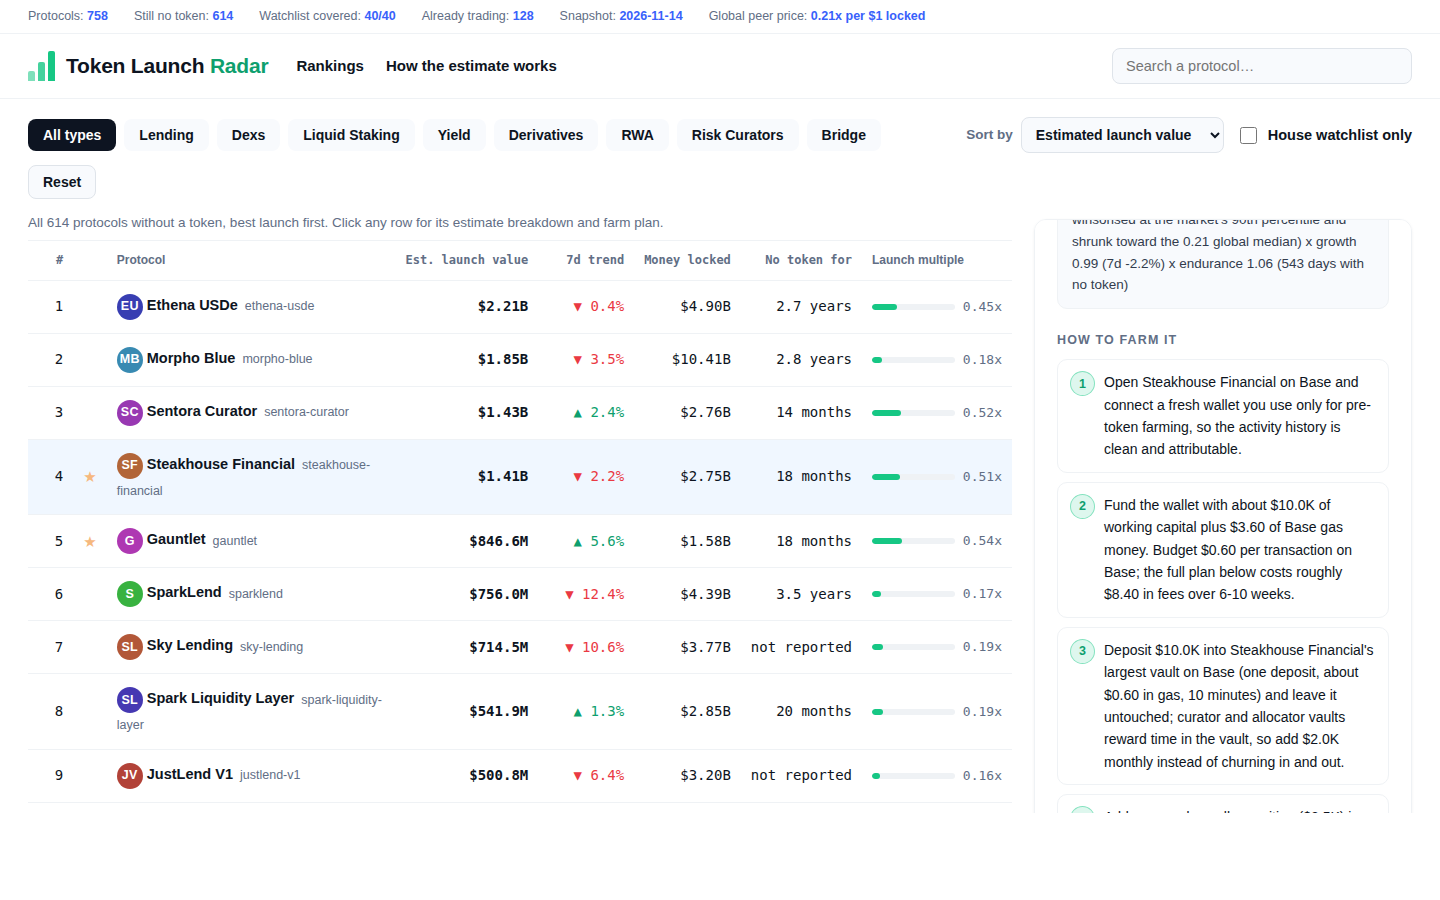 Protocols: 758 Still no token: 614 Watchlist covered: 40/40 Already trading: 128 Snapshot: 2026-11-14 Global peer price: 0.21x per $1 locked
Token Launch Radar Rankings How the estimate works Search a protocol…
All types Lending Dexs Liquid Staking Yield Derivatives RWA Risk Curators Bridge Sort by Estimated launch value House watchlist only
Reset
All 614 protocols without a token, best launch first. Click any row for its estimate breakdown and farm plan.
# Protocol Est. launch value 7d trend Money locked No token for Launch multiple
1 EU Ethena USDe ethena-usde $2.21B ▼ 0.4% $4.90B 2.7 years 0.45x
2 MB Morpho Blue morpho-blue $1.85B ▼ 3.5% $10.41B 2.8 years 0.18x
3 SC Sentora Curator sentora-curator $1.43B ▲ 2.4% $2.76B 14 months 0.52x
4 ★ SF Steakhouse Financial steakhouse-
financial $1.41B ▼ 2.2% $2.75B 18 months 0.51x
5 ★ G Gauntlet gauntlet $846.6M ▲ 5.6% $1.58B 18 months 0.54x
6 S SparkLend sparklend $756.0M ▼ 12.4% $4.39B 3.5 years 0.17x
7 SL Sky Lending sky-lending $714.5M ▼ 10.6% $3.77B not reported 0.19x
8 SL Spark Liquidity Layer spark-liquidity-
layer $541.9M ▲ 1.3% $2.85B 20 months 0.19x
9 JV JustLend V1 justlend-v1 $500.8M ▼ 6.4% $3.20B not reported 0.16x
winsorised at the market's 90th percentile and
shrunk toward the 0.21 global median) x growth
0.99 (7d -2.2%) x endurance 1.06 (543 days with
no token)
HOW TO FARM IT
1 Open Steakhouse Financial on Base and
connect a fresh wallet you use only for pre-
token farming, so the activity history is
clean and attributable.
2 Fund the wallet with about $10.0K of
working capital plus $3.60 of Base gas
money. Budget $0.60 per transaction on
Base; the full plan below costs roughly
$8.40 in fees over 6-10 weeks.
3 Deposit $10.0K into Steakhouse Financial's
largest vault on Base (one deposit, about
$0.60 in gas, 10 minutes) and leave it
untouched; curator and allocator vaults
reward time in the vault, so add $2.0K
monthly instead of churning in and out.